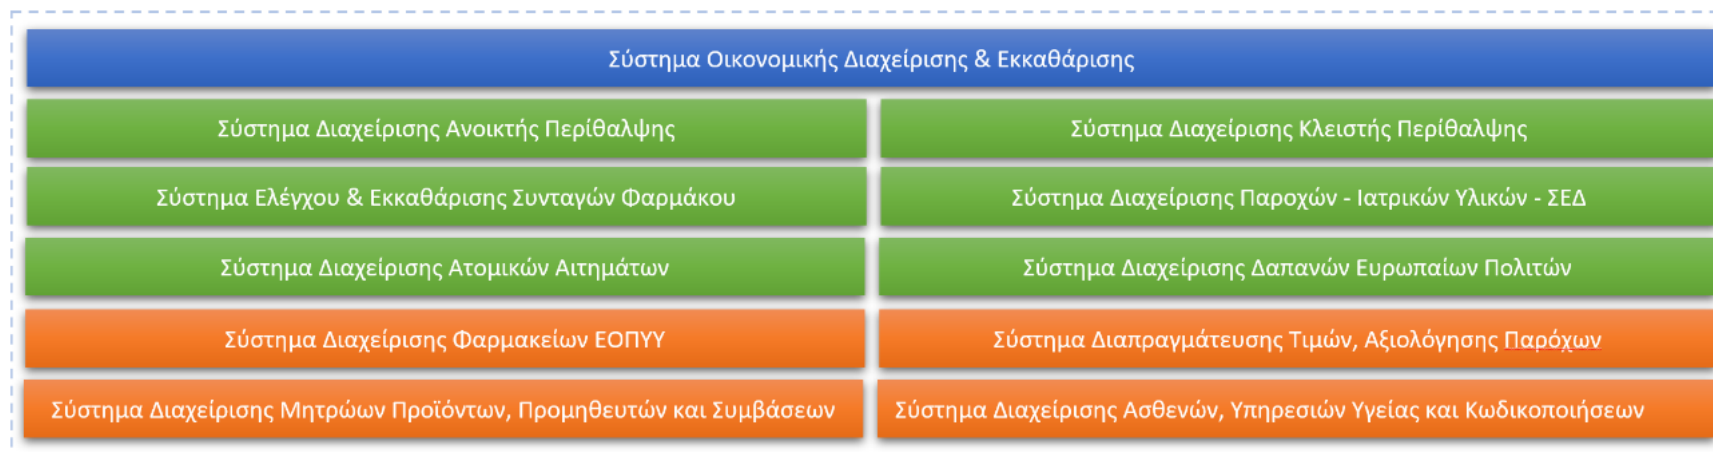 Σύστημα Οικονομικής Διαχείρισης & Εκκαθάρισης
Σύστημα Διαχείρισης Ανοικτής Περίθαλψης
Σύστημα Διαχείρισης Κλειστής Περίθαλψης
Σύστημα Ελέγχου & Εκκαθάρισης Συνταγών Φαρμάκου
Σύστημα Διαχείρισης Παροχών - Ιατρικών Υλικών - ΣΕΔ
Σύστημα Διαχείρισης Ατομικών Αιτημάτων
Σύστημα Διαχείρισης Δαπανών Ευρωπαίων Πολιτών
Σύστημα Διαχείρισης Φαρμακείων ΕΟΠΥΥ
Σύστημα Διαπραγμάτευσης Τιμών, Αξιολόγησης Παρόχων
Σύστημα Διαχείρισης Μητρώων Προϊόντων, Προμηθευτών και Συμβάσεων
Σύστημα Διαχείρισης Ασθενών, Υπηρεσιών Υγείας και Κωδικοποιήσεων